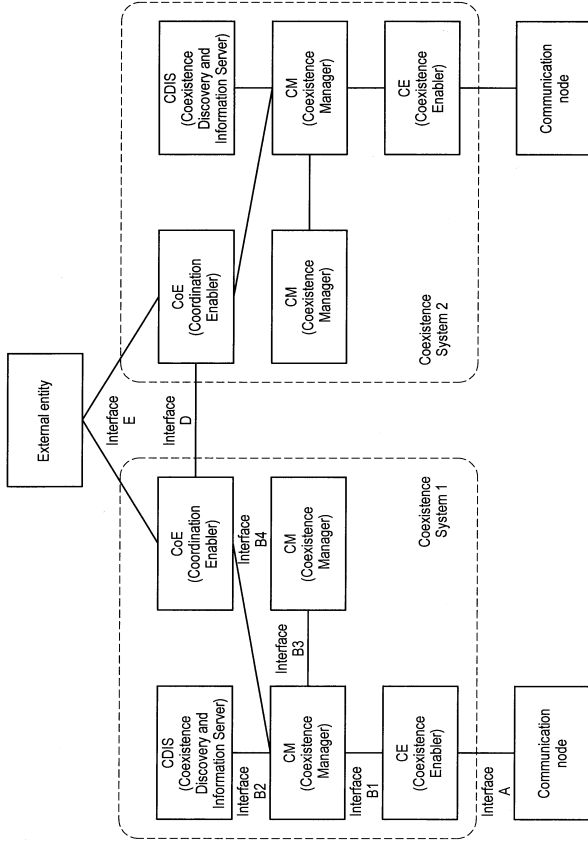 External entity
Interface
E
CoE
(Coordination
Enabler)
Interface
D
CoE
(Coordination
Enabler)
CDIS
(Coexistence
Discovery and
Information Server)
Interface
B4
CDIS
(Coexistence
Discovery and
Information Server)
Interface
B2
CM
(Coexistence
Manager)
Interface
B3
CM
(Coexistence
Manager)
CM
(Coexistence
Manager)
CM
(Coexistence
Manager)
Interface
B1
CE
(Coexistence
Enabler)
Coexistence
System 1
Coexistence
System 2
CE
(Coexistence
Enabler)
Interface
A
Communication
node
Communication
node